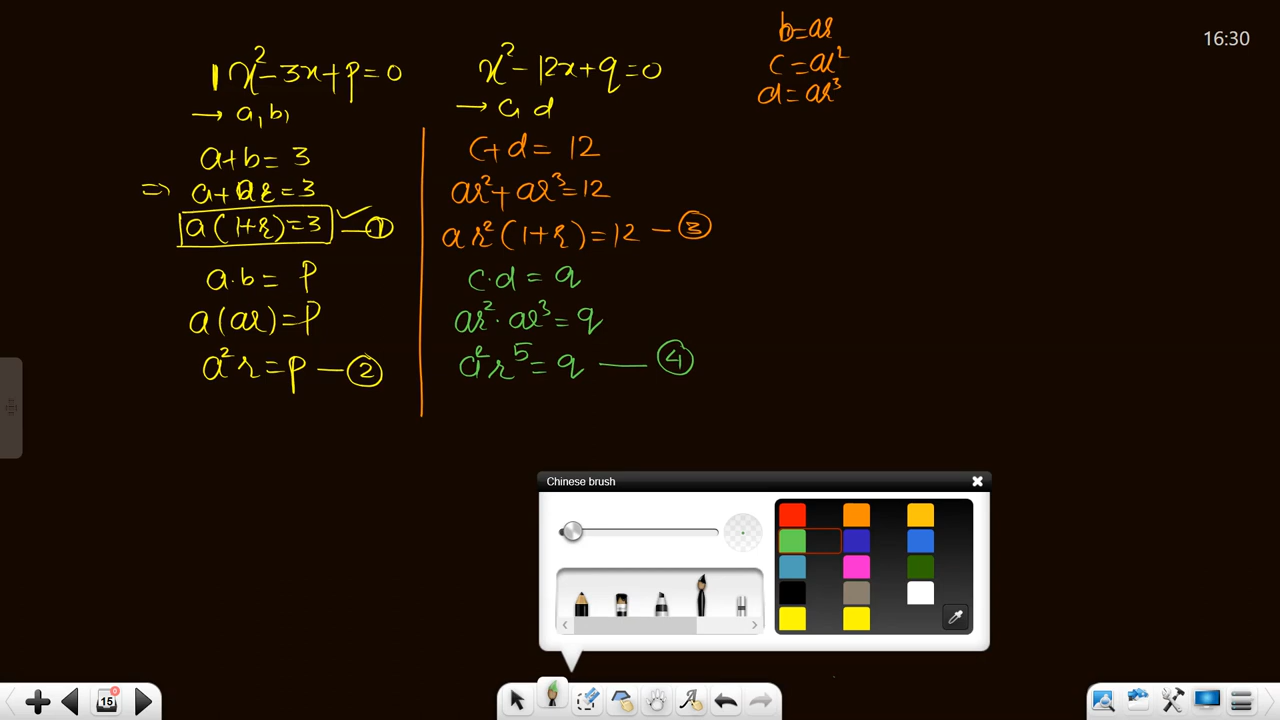 1x²-3x+p=0
→ a, b,
a+b=3
⇒ a+ar=3
a(1+r)=3 ✓—①
a·b=p
a(ar)=p
a²r=p—②
x²-12x+q=0
→ c, d
c+d=12
ar²+ar³=12
ar²(1+r)=12—③
c·d=q
ar²·ar³=q
a²r⁵=q—④
b=ar
c=ar²
d=ar³
16:30
Chinese brush
15
6